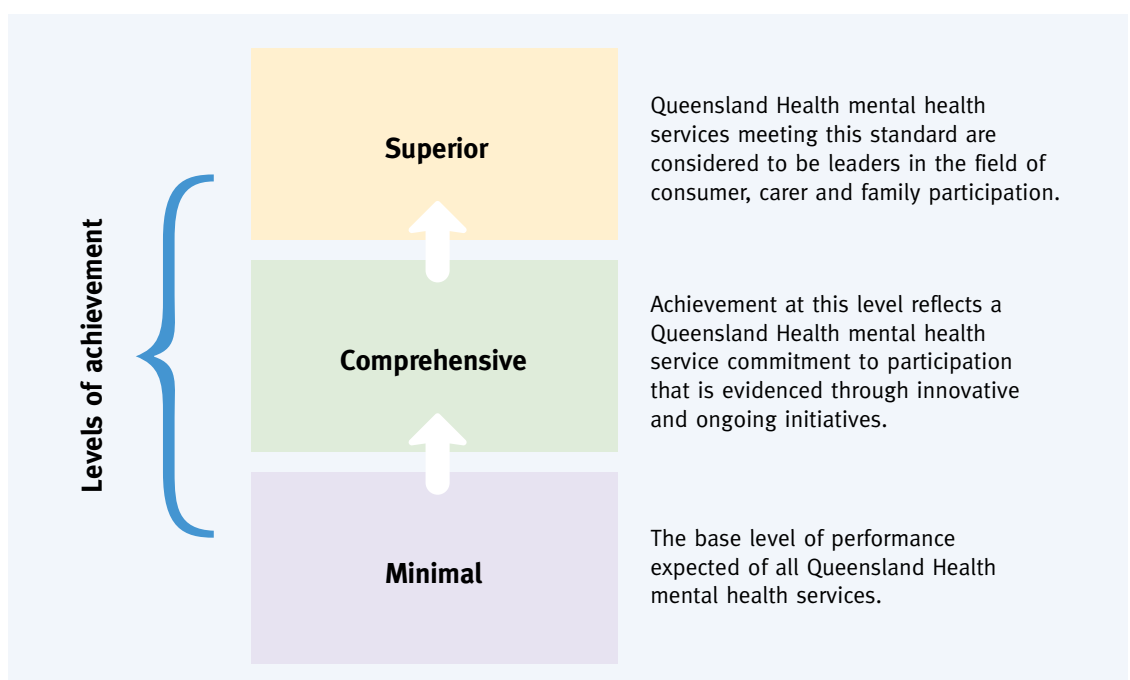 Levels of achievement
Superior
Queensland Health mental health
services meeting this standard are
considered to be leaders in the field of
consumer, carer and family participation.
Comprehensive
Achievement at this level reflects a
Queensland Health mental health
service commitment to participation
that is evidenced through innovative
and ongoing initiatives.
Minimal
The base level of performance
expected of all Queensland Health
mental health services.